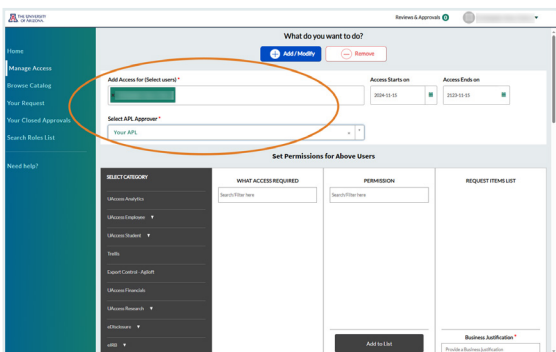 THE UNIVERSITY
OF ARIZONA
Reviews & Approvals 0
What do you want to do?
Add / Modify
Remove
Home
Manage Access
Browse Catalog
Your Request
Your Closed Approvals
Search Roles List
Need help?
Add Access for (Select users) *
Access Starts on
Access Ends on
2024-11-15
2123-11-15
Select APL Approver *
Your APL
Set Permissions for Above Users
SELECT CATEGORY
WHAT ACCESS REQUIRED
PERMISSION
REQUEST ITEMS LIST
Search/Filter here
Search/Filter here
UAccess Analytics
UAccess Employee
UAccess Student
Trellis
Export Control - Agiloft
UAccess Financials
UAccess Research
eDisclosure
eIRB
Add to List
Business Justification *
Provide a Business Justification